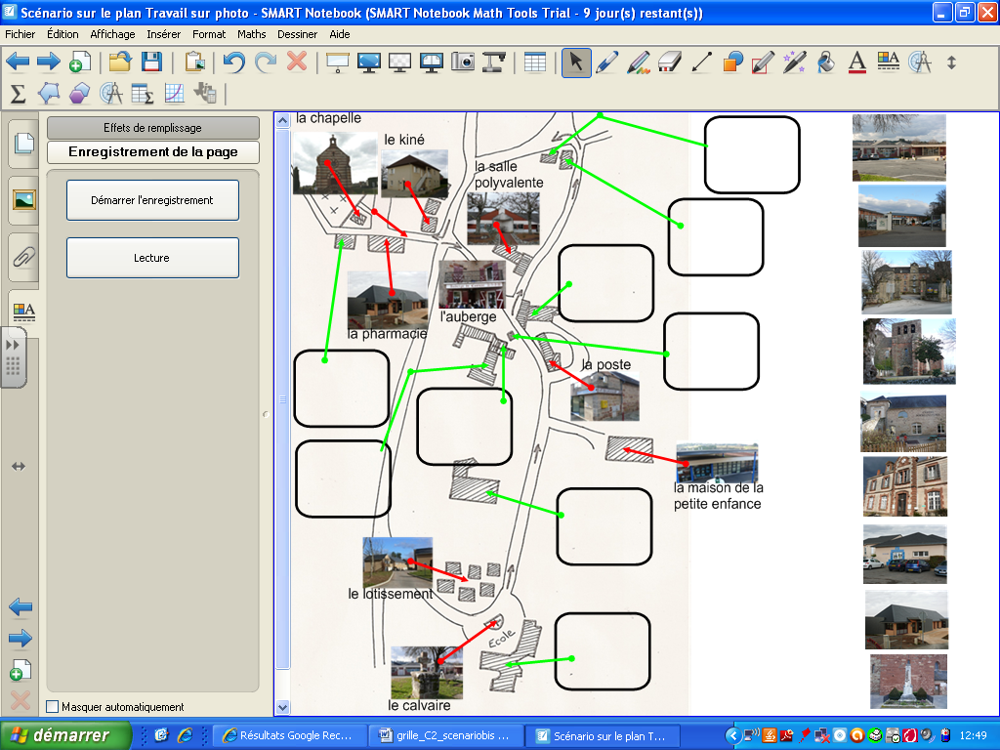 Scénario sur le plan Travail sur photo - SMART Notebook (SMART Notebook Math Tools Trial - 9 jour(s) restant(s))
Fichier Édition Affichage Insérer Format Maths Dessiner Aide
Effets de remplissage
Enregistrement de la page
Démarrer l'enregistrement
Lecture
la chapelle
le kiné
la salle
polyvalente
l'auberge
la pharmacie
la poste
la maison de la
petite enfance
le lotissement
Ecole
le calvaire
Masquer automatiquement
démarrer
Résultats Google Rec...
grille_C2_scenariobis ...
Scénario sur le plan T...
12:49